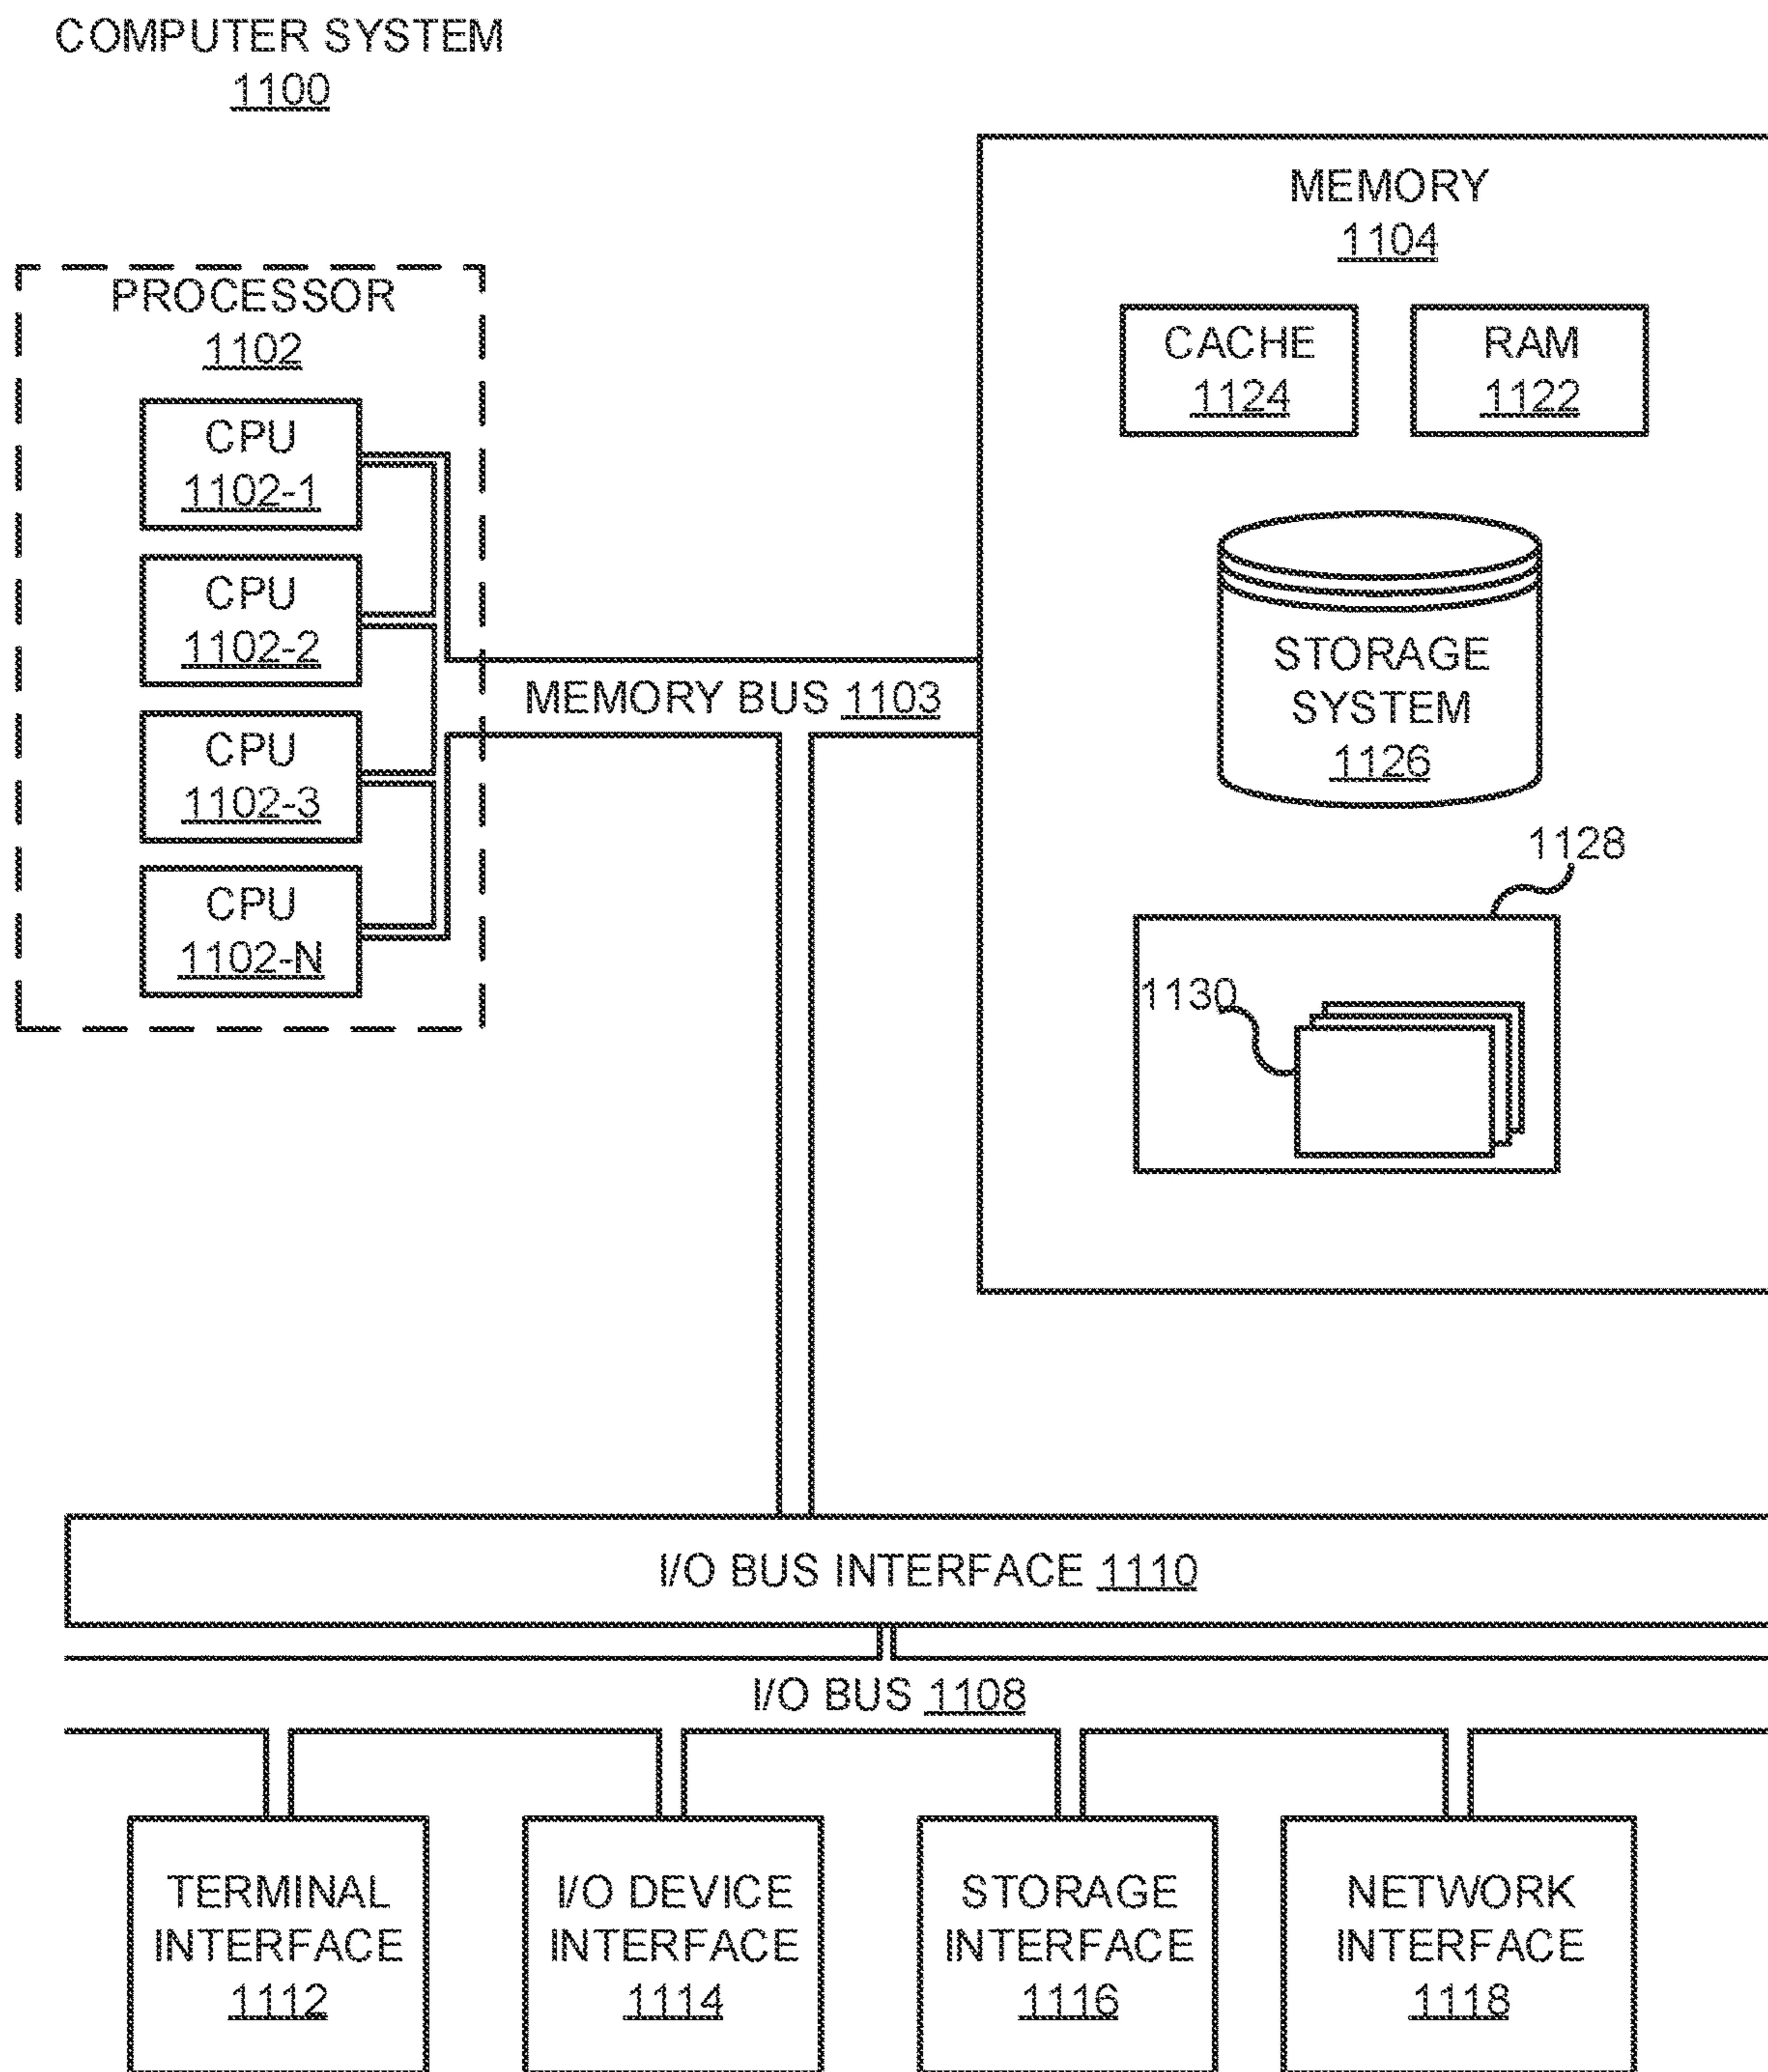 COMPUTER SYSTEM
1100
PROCESSOR
1102
CPU
1102-1
CPU
1102-2
CPU
1102-3
CPU
1102-N
MEMORY BUS 1103
MEMORY
1104
CACHE
1124
RAM
1122
STORAGE
SYSTEM
1126
1128
1130
I/O BUS INTERFACE 1110
I/O BUS 1108
TERMINAL
INTERFACE
1112
I/O DEVICE
INTERFACE
1114
STORAGE
INTERFACE
1116
NETWORK
INTERFACE
1118